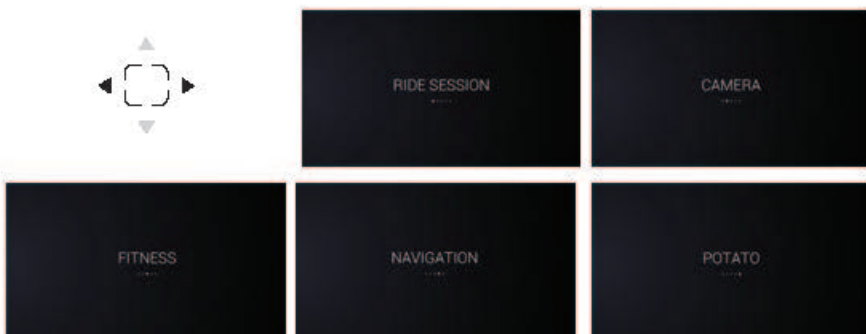 RIDE SESSION
CAMERA
FITNESS
NAVIGATION
POTATO